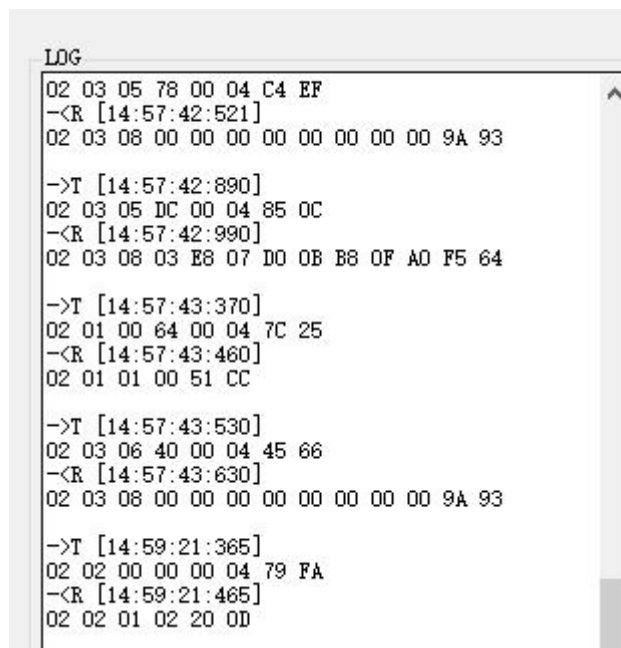 LOG
02 03 05 78 00 04 C4 EF
-<R [14:57:42:521]
02 03 08 00 00 00 00 00 00 00 00 9A 93
->T [14:57:42:890]
02 03 05 DC 00 04 85 0C
-<R [14:57:42:990]
02 03 08 03 E8 07 D0 0B B8 0F A0 F5 64
->T [14:57:43:370]
02 01 00 64 00 04 7C 25
-<R [14:57:43:460]
02 01 01 00 51 CC
->T [14:57:43:530]
02 03 06 40 00 04 45 66
-<R [14:57:43:630]
02 03 08 00 00 00 00 00 00 00 00 9A 93
->T [14:59:21:365]
02 02 00 00 00 04 79 FA
-<R [14:59:21:465]
02 02 01 02 20 0D